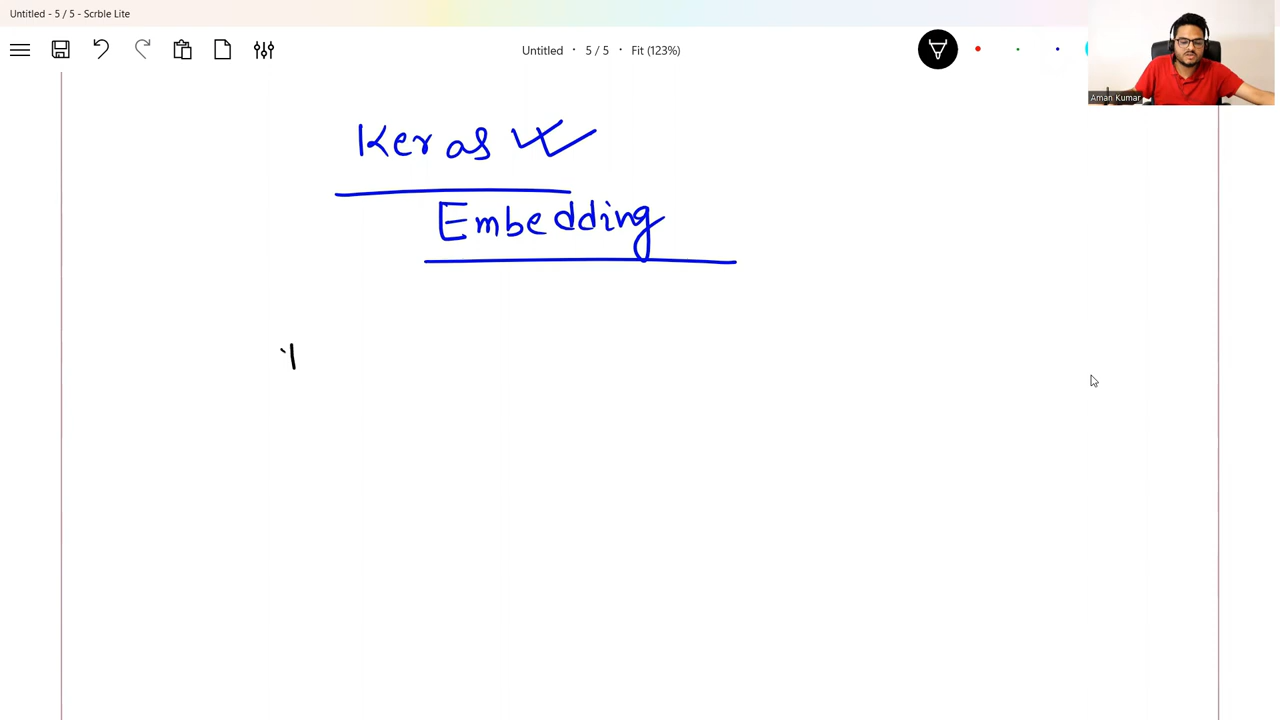 Untitled - 5 / 5 - Scrble Lite
Untitled · 5 / 5 · Fit (123%)
Aman Kumar
Keras
Embedding